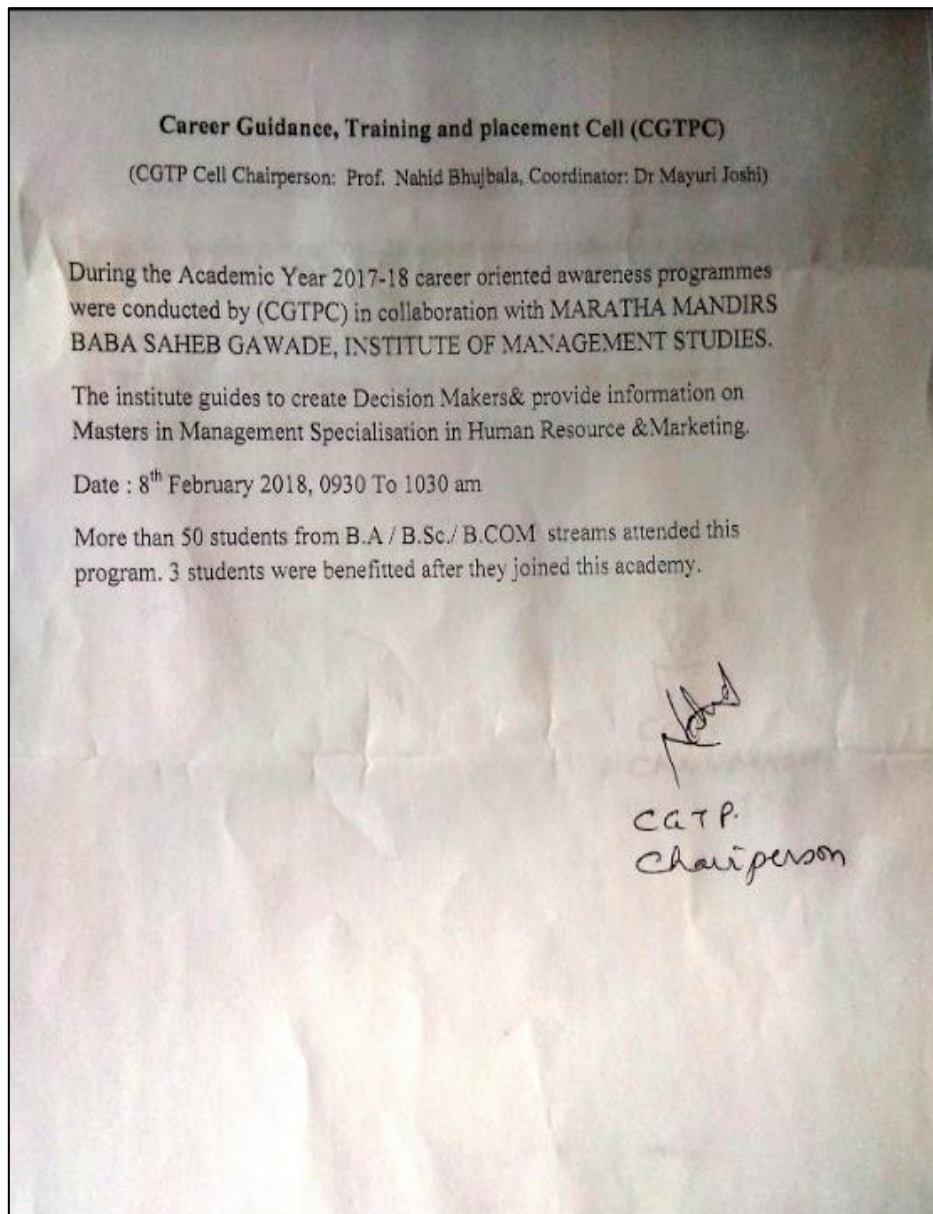 Career Guidance, Training and placement Cell (CGTPC)
(CGTP Cell Chairperson: Prof. Nahid Bhujbala, Coordinator: Dr Mayuri Joshi)
During the Academic Year 2017-18 career oriented awareness programmes
were conducted by (CGTPC) in collaboration with MARATHA MANDIRS
BABA SAHEB GAWADE, INSTITUTE OF MANAGEMENT STUDIES.
The institute guides to create Decision Makers& provide information on
Masters in Management Specialisation in Human Resource &Marketing.
Date : 8th February 2018, 0930 To 1030 am
More than 50 students from B.A / B.Sc./ B.COM streams attended this
program. 3 students were benefitted after they joined this academy.
Nahid
CGTP.
Chairperson